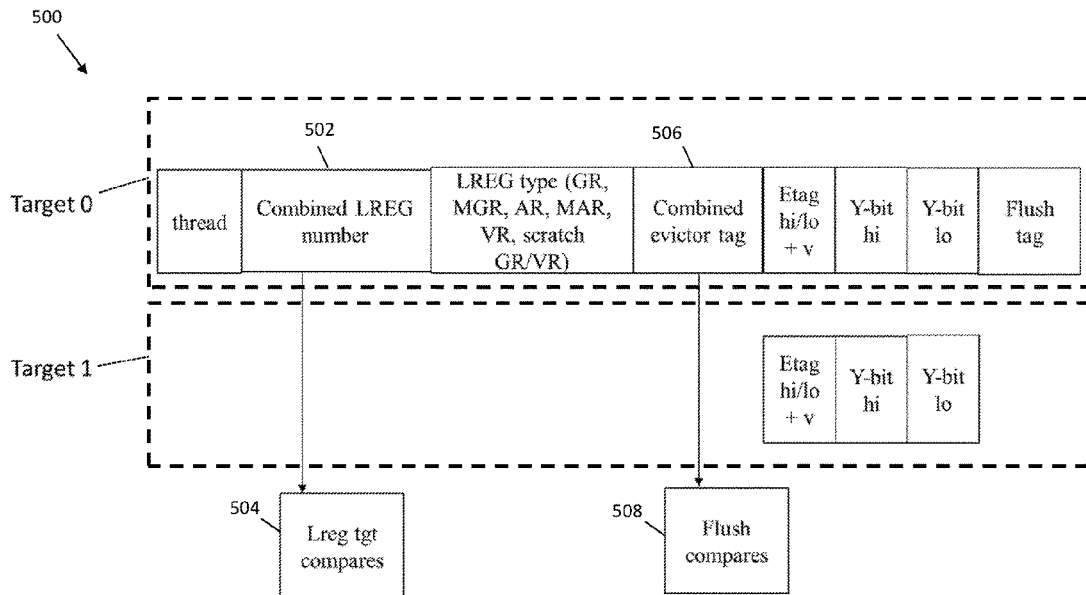 500
502
506
Target 0
thread
Combined LREG
number
LREG type (GR,
MGR, AR, MAR,
VR, scratch
GR/VR)
Combined
evictor tag
Etag
hi/lo
+ v
Y-bit
hi
Y-bit
lo
Flush
tag
Target 1
Etag
hi/lo
+ v
Y-bit
hi
Y-bit
lo
504
Lreg tgt
compares
508
Flush
compares